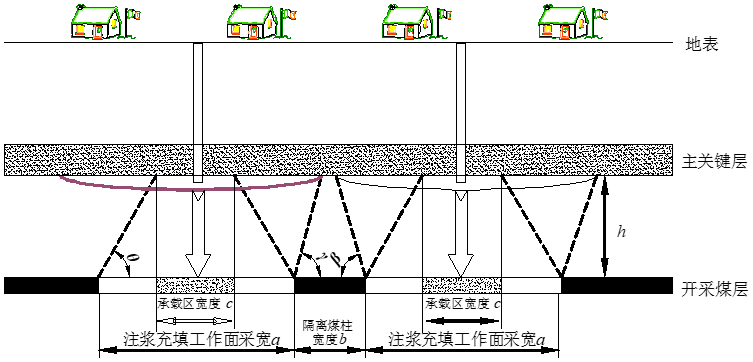 地表
主关键层
h
θ
γ
β
开采煤层
承载区宽度 c
承载区宽度 c
注浆充填工作面采宽a
隔离煤柱
宽度b
注浆充填工作面采宽a